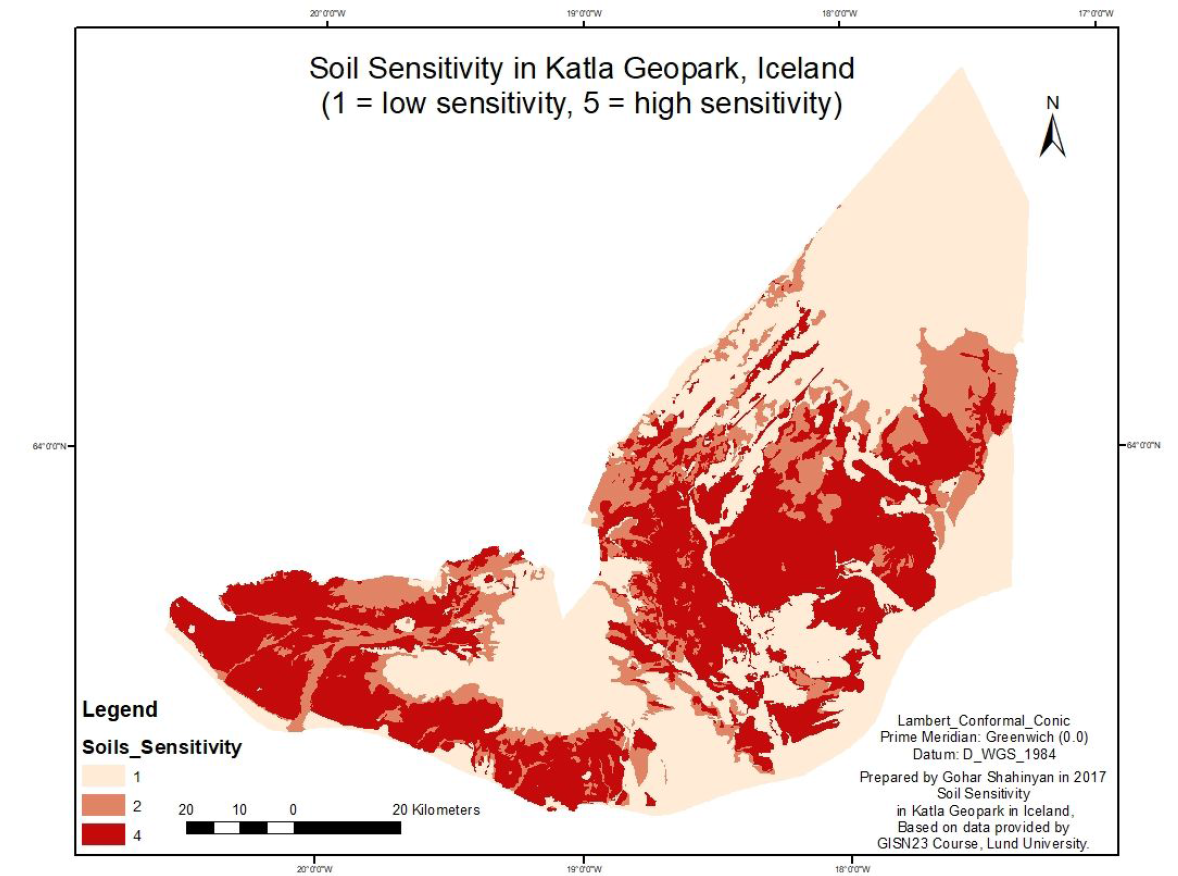 20°0'0"W 19°0'0"W 18°0'0"W 17°0'0"W
Soil Sensitivity in Katla Geopark, Iceland
(1 = low sensitivity, 5 = high sensitivity)
N
64°0'0"N 64°0'0"N
Legend
Soils_Sensitivity
1
2
4
20 10 0 20 Kilometers
Lambert_Conformal_Conic
Prime Meridian: Greenwich (0.0)
Datum: D_WGS_1984
Prepared by Gohar Shahinyan in 2017
Soil Sensitivity
in Katla Geopark in Iceland,
Based on data provided by
GISN23 Course, Lund University.
20°0'0"W 19°0'0"W 18°0'0"W